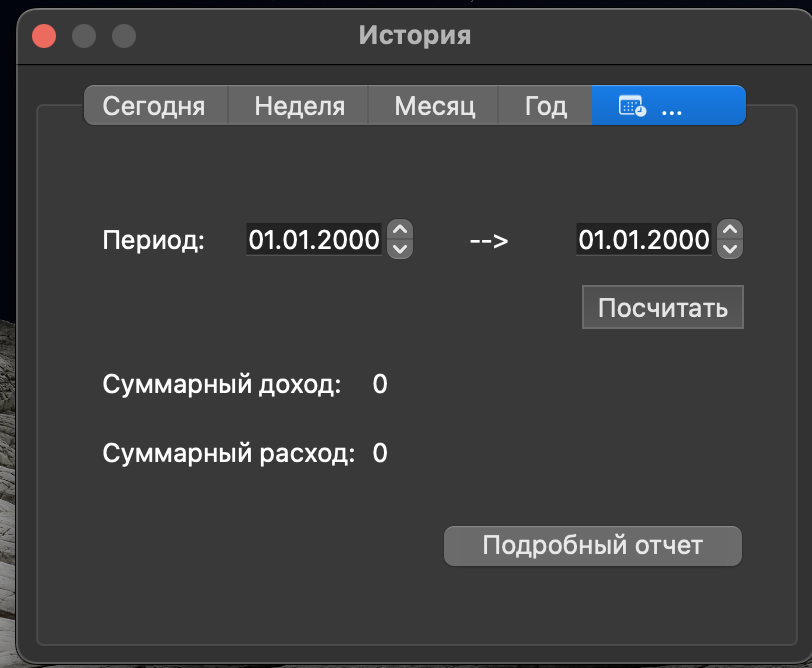 История
Сегодня Неделя Месяц Год ...
Период: 01.01.2000 --> 01.01.2000
Посчитать
Суммарный доход: 0
Суммарный расход: 0
Подробный отчет